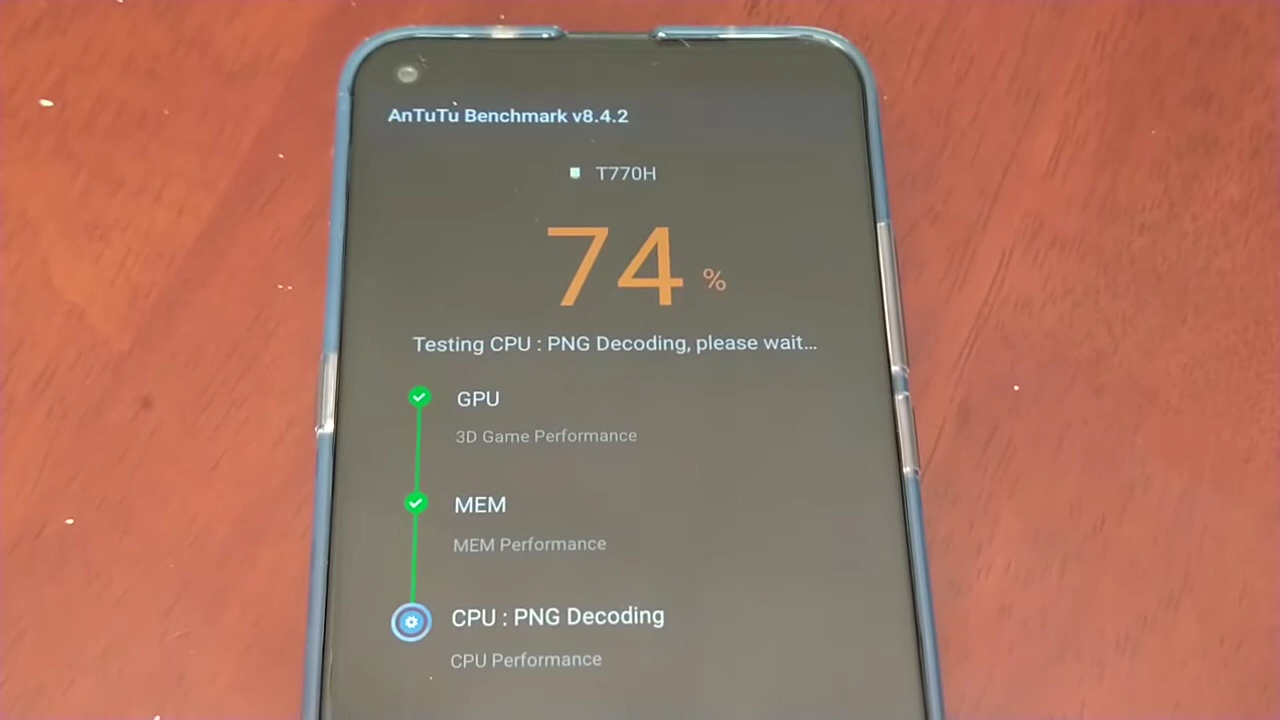 AnTuTu Benchmark v8.4.2
T770H
74 %
Testing CPU : PNG Decoding, please wait...
GPU
3D Game Performance
MEM
MEM Performance
CPU : PNG Decoding
CPU Performance